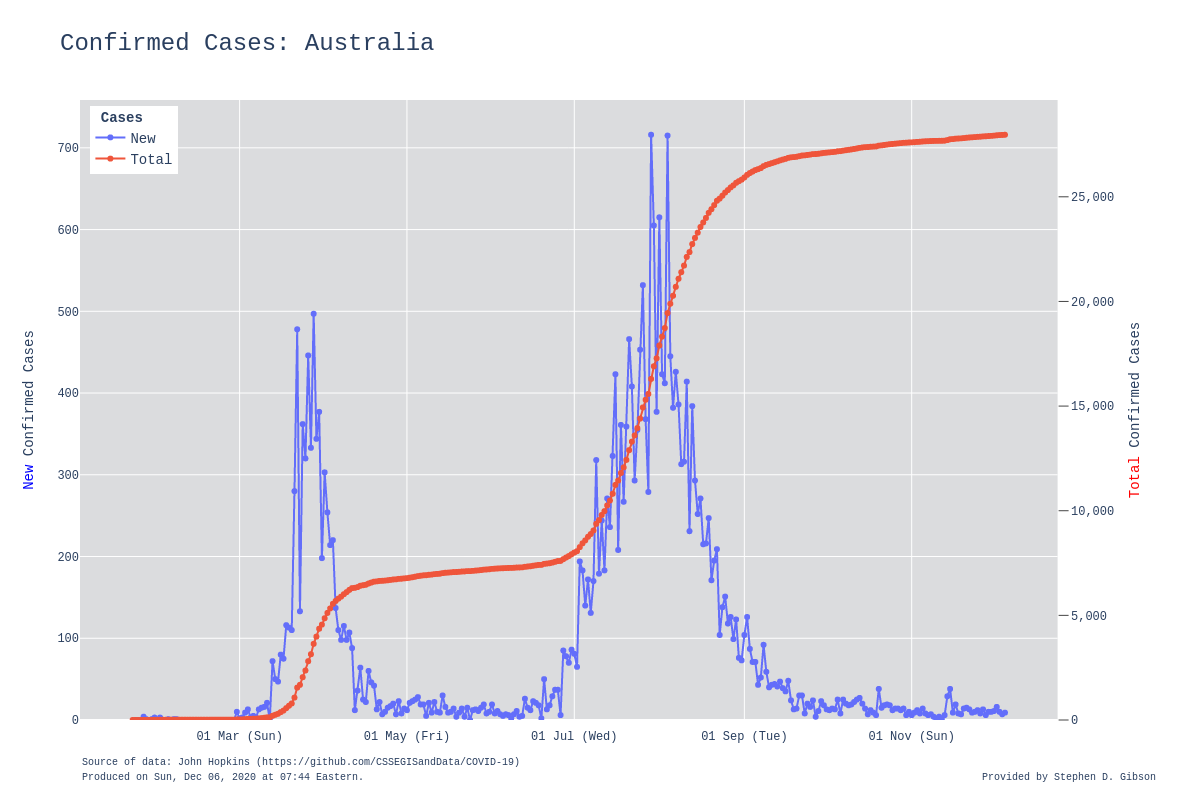 Confirmed Cases: Australia
Cases
New
Total
700
600
500
400
300
200
100
0
25,000
20,000
15,000
10,000
5,000
0
New Confirmed Cases
Total Confirmed Cases
01 Mar (Sun)
01 May (Fri)
01 Jul (Wed)
01 Sep (Tue)
01 Nov (Sun)
Source of data: John Hopkins (https://github.com/CSSEGISandData/COVID-19)
Produced on Sun, Dec 06, 2020 at 07:44 Eastern.
Provided by Stephen D. Gibson